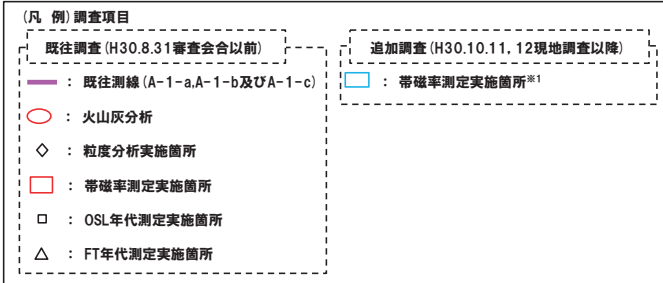 (凡 例)調査項目
既往調査(H30.8.31審査会合以前)
：既往測線(A-1-a,A-1-b及びA-1-c)
：火山灰分析
：粒度分析実施箇所
：帯磁率測定実施箇所
：OSL年代測定実施箇所
：FT年代測定実施箇所
追加調査(H30.10.11, 12現地調査以降)
：帯磁率測定実施箇所※1